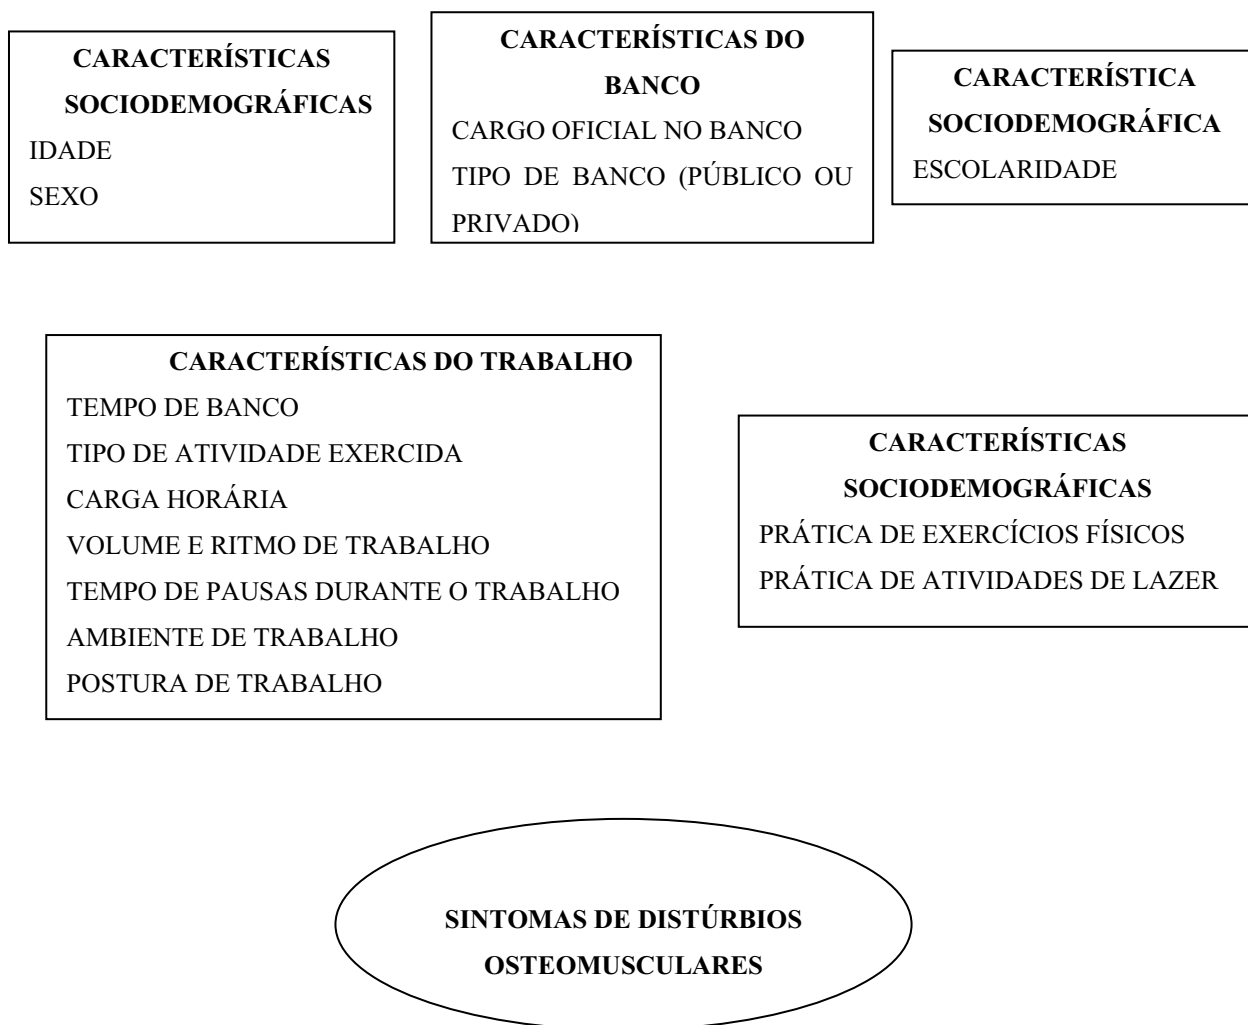 CARACTERÍSTICAS
SOCIODEMOGRÁFICAS
IDADE
SEXO
CARACTERÍSTICAS DO
BANCO
CARGO OFICIAL NO BANCO
TIPO DE BANCO (PÚBLICO OU
PRIVADO)
CARACTERÍSTICA
SOCIODEMOGRÁFICA
ESCOLARIDADE
CARACTERÍSTICAS DO TRABALHO
TEMPO DE BANCO
TIPO DE ATIVIDADE EXERCIDA
CARGA HORÁRIA
VOLUME E RITMO DE TRABALHO
TEMPO DE PAUSAS DURANTE O TRABALHO
AMBIENTE DE TRABALHO
POSTURA DE TRABALHO
CARACTERÍSTICAS
SOCIODEMOGRÁFICAS
PRÁTICA DE EXERCÍCIOS FÍSICOS
PRÁTICA DE ATIVIDADES DE LAZER
SINTOMAS DE DISTÚRBIOS
OSTEOMUSCULARES